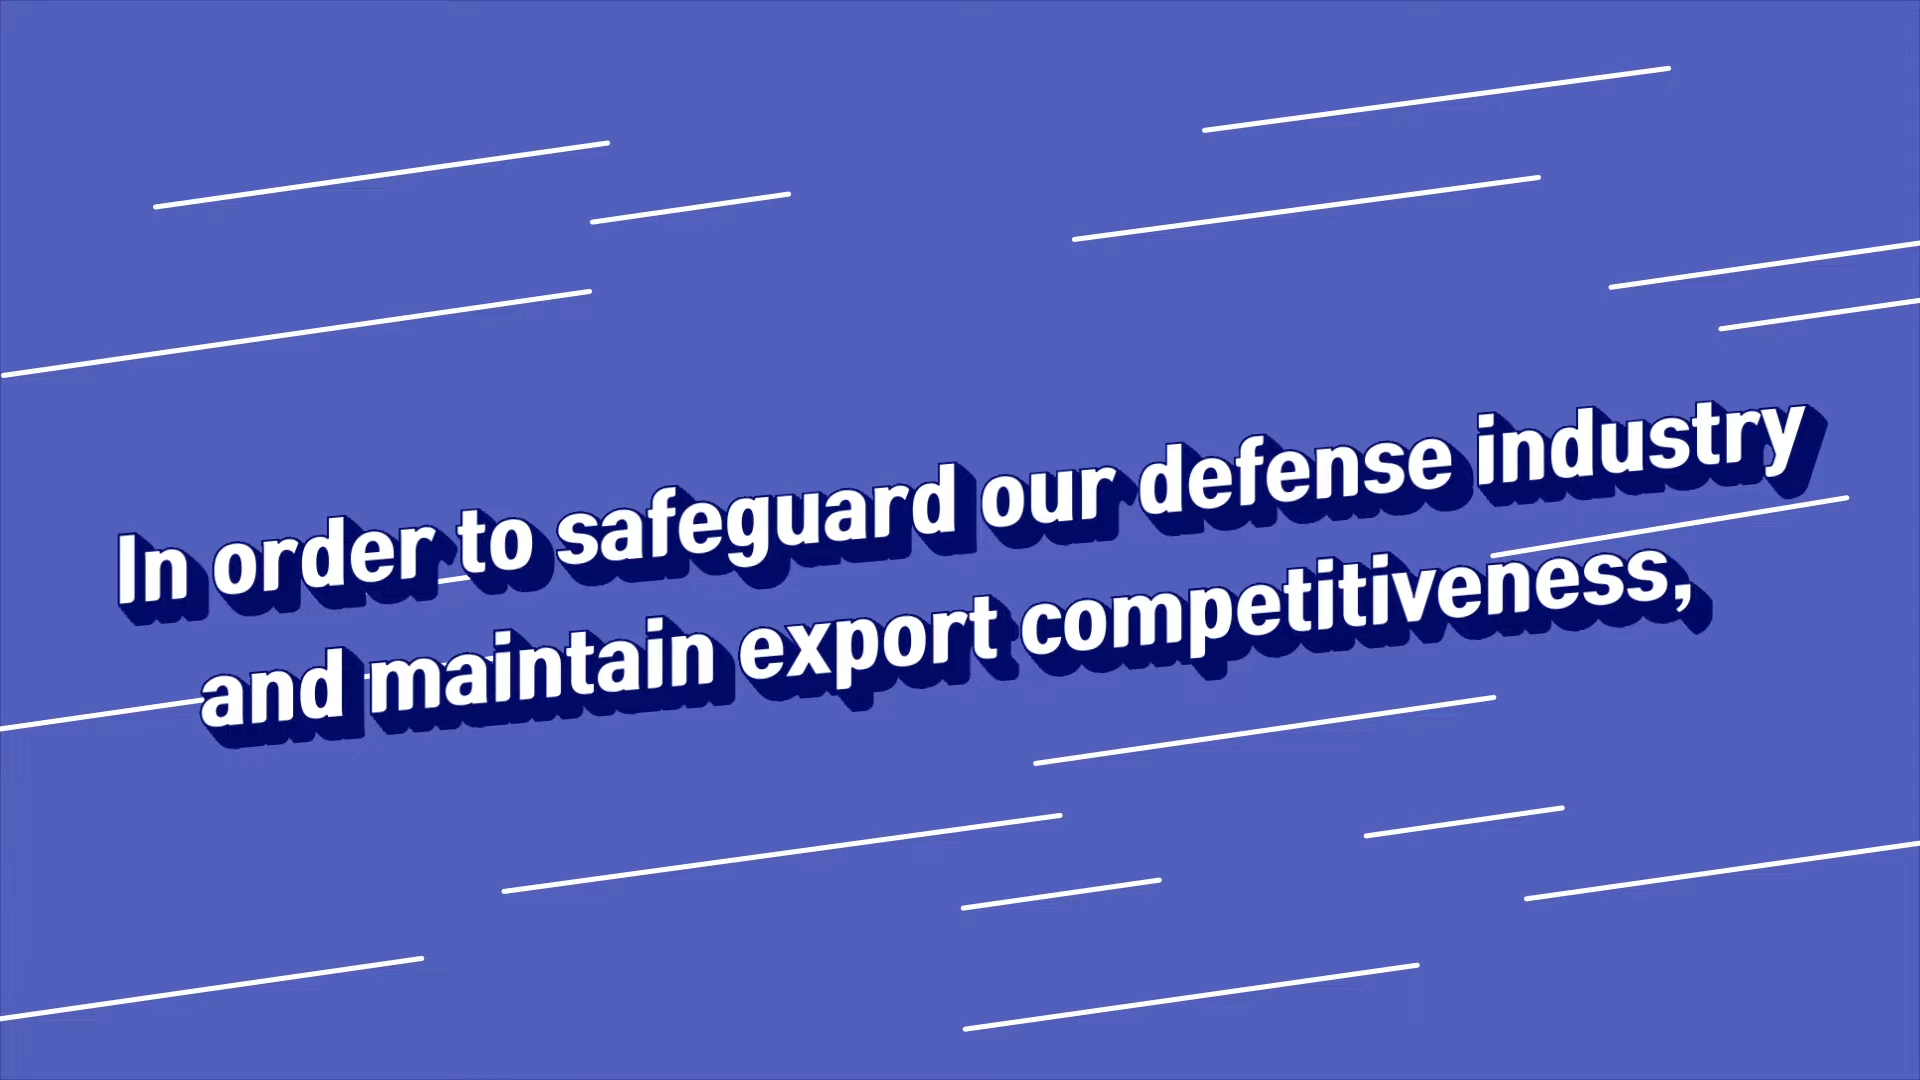 In order to safeguard our defense industry
and maintain export competitiveness,